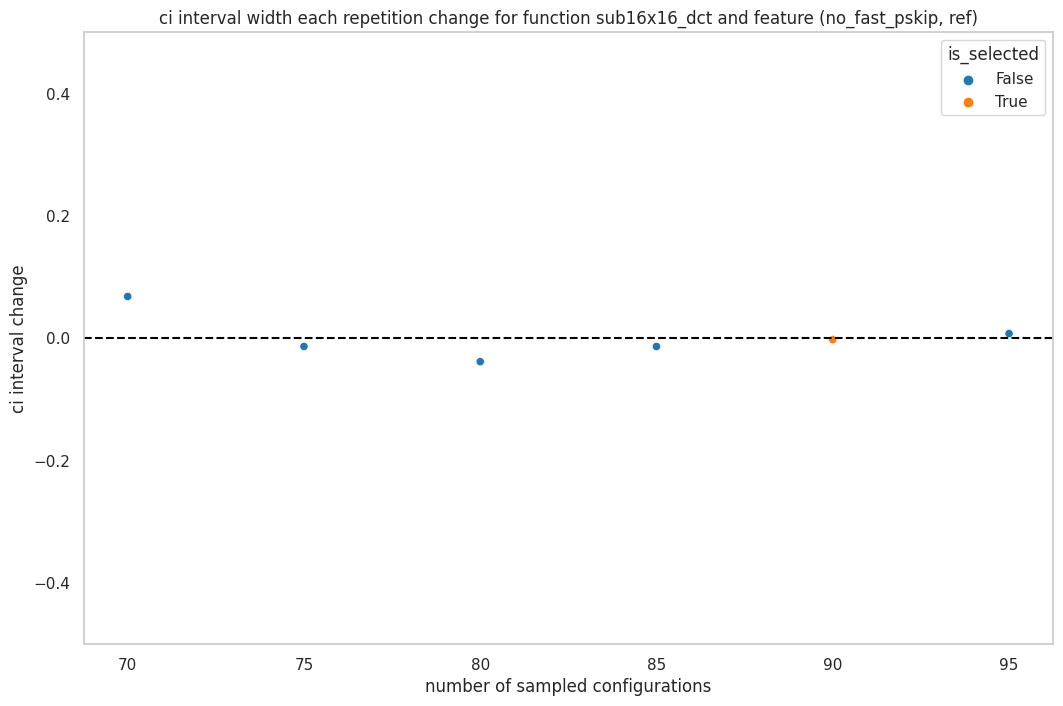 ci interval width each repetition change for function sub16x16_dct and feature (no_fast_pskip, ref)
is_selected
False
True
0.4
0.2
0.0
−0.2
−0.4
ci interval change
70 75 80 85 90 95
number of sampled configurations